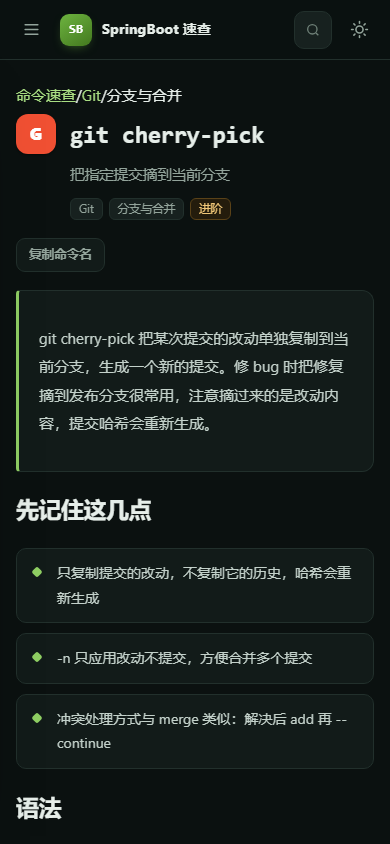 SB SpringBoot 速查
命令速查/Git/分支与合并
G git cherry-pick
把指定提交摘到当前分支
Git 分支与合并 进阶
复制命令名
git cherry-pick 把某次提交的改动单独复制到当
前分支，生成一个新的提交。修 bug 时把修复
摘到发布分支很常用，注意摘过来的是改动内
容，提交哈希会重新生成。
先记住这几点
只复制提交的改动，不复制它的历史，哈希会重
新生成
-n 只应用改动不提交，方便合并多个提交
冲突处理方式与 merge 类似：解决后 add 再 --
continue
语法